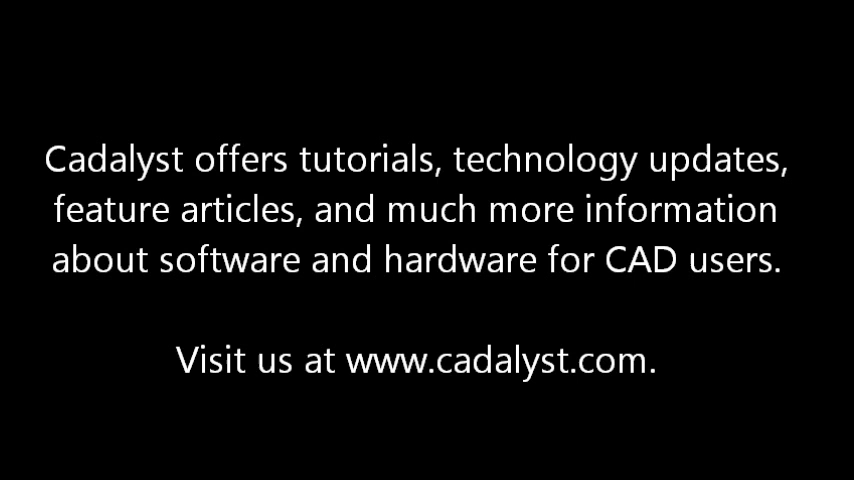 Cadalyst offers tutorials, technology updates,
feature articles, and much more information
about software and hardware for CAD users.
Visit us at www.cadalyst.com.